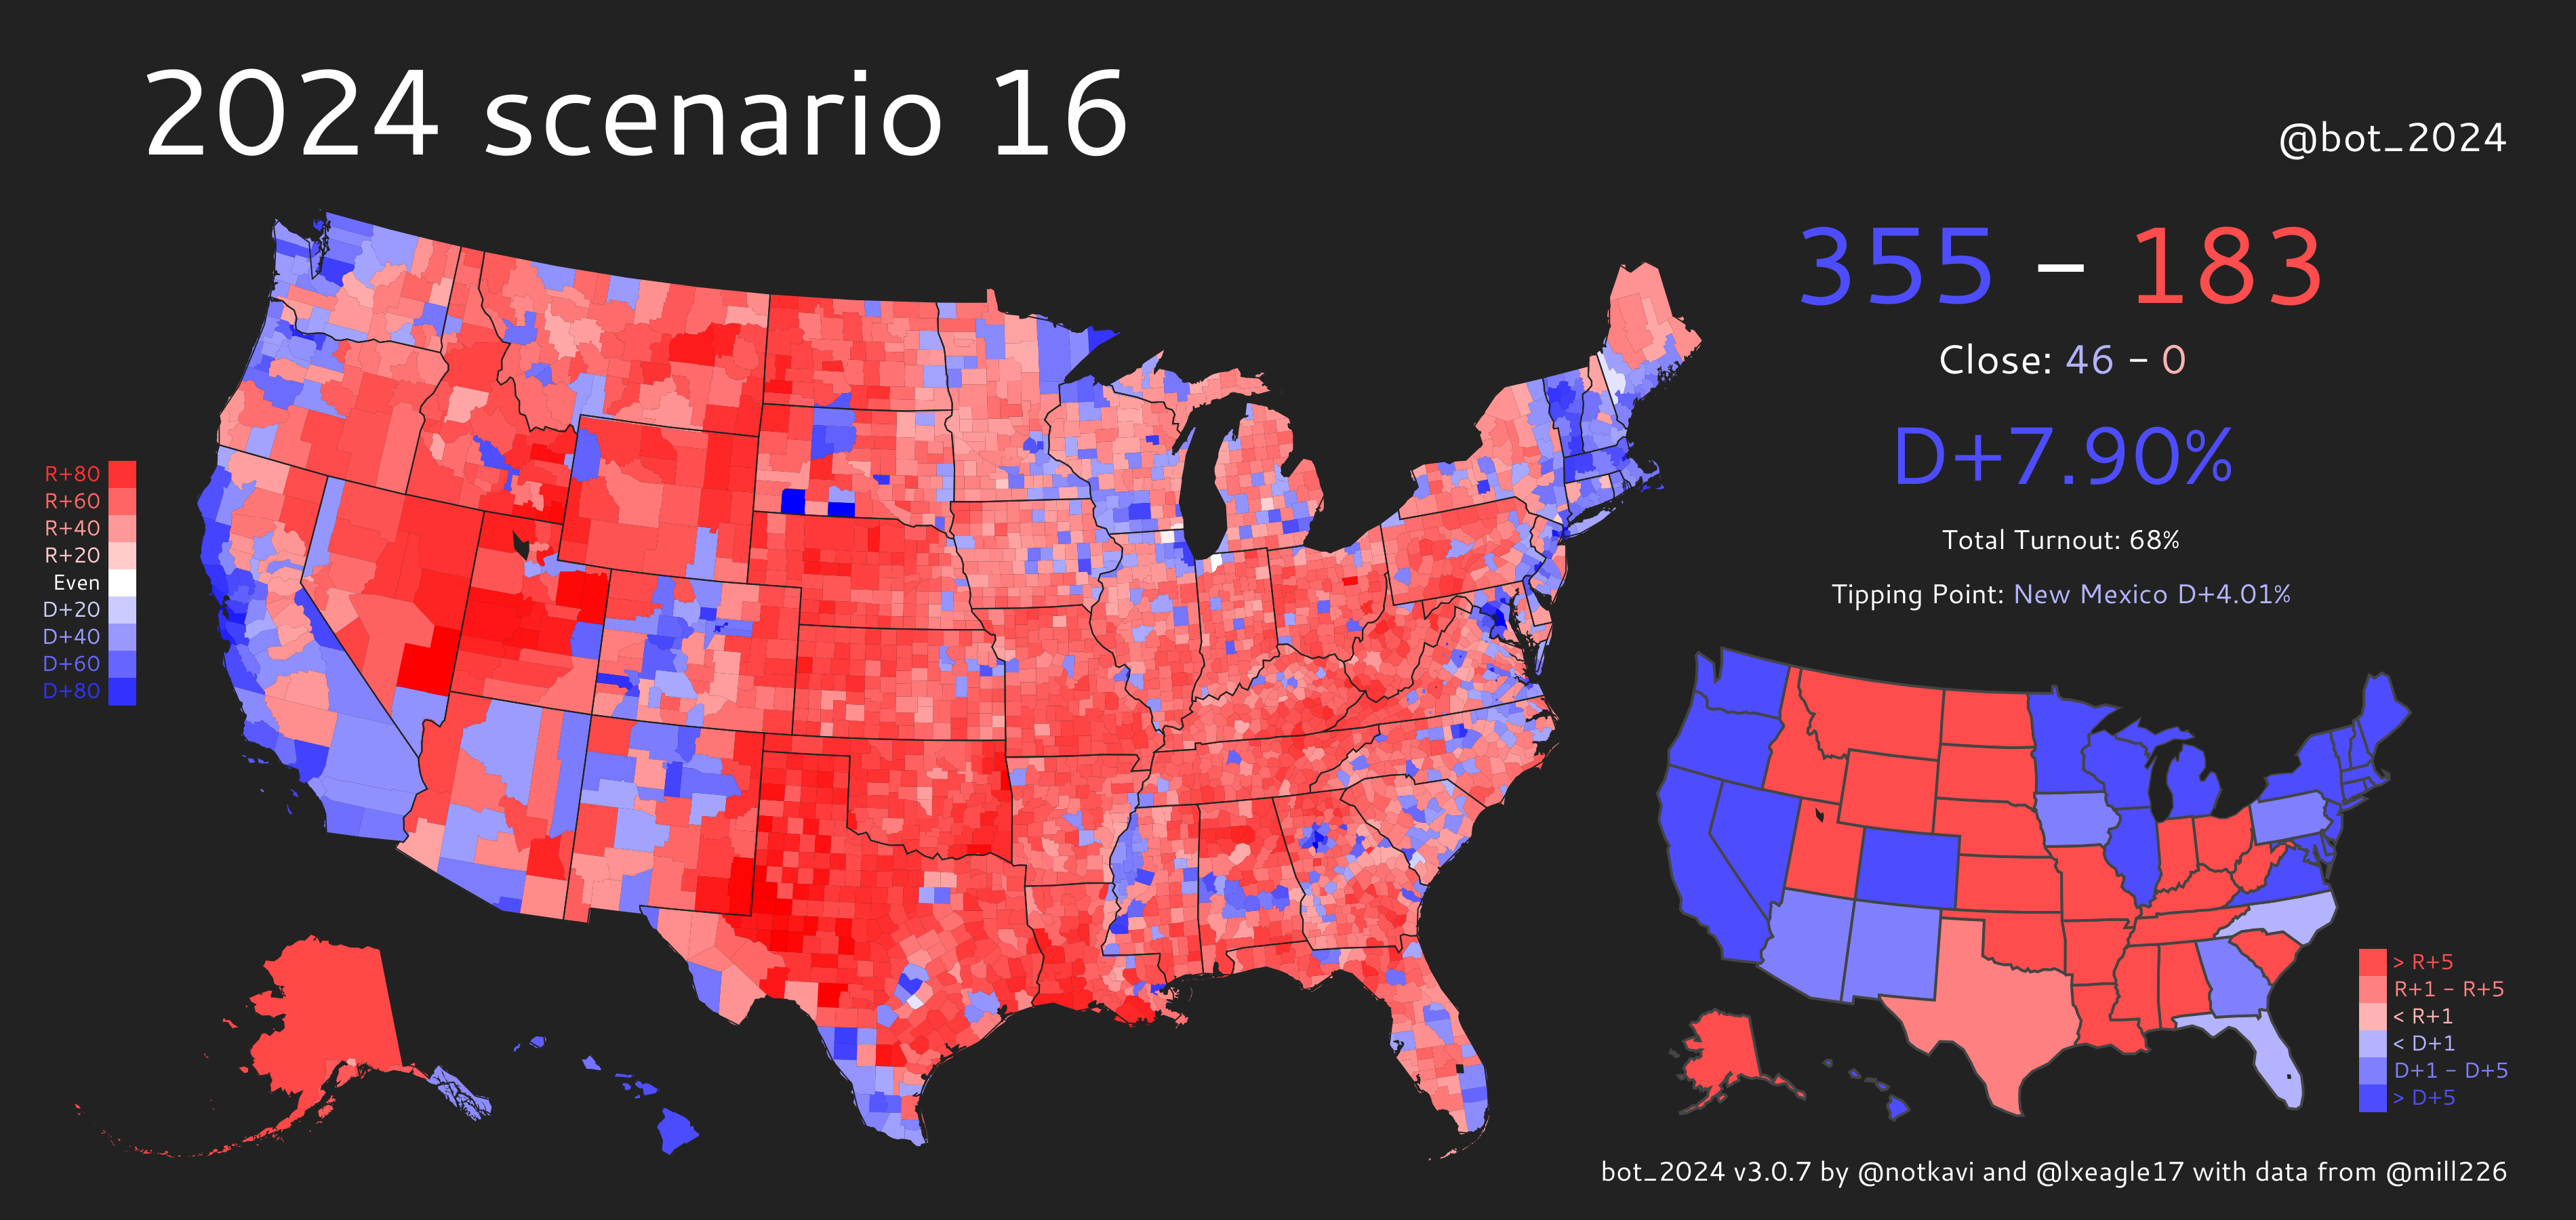 2024 scenario 16
@bot_2024
355 – 183
Close: 46 – 0
D+7.90%
Total Turnout: 68%
Tipping Point: New Mexico D+4.01%
R+80
R+60
R+40
R+20
Even
D+20
D+40
D+60
D+80
> R+5
R+1 – R+5
< R+1
< D+1
D+1 – D+5
> D+5
bot_2024 v3.0.7 by @notkavi and @lxeagle17 with data from @mill226